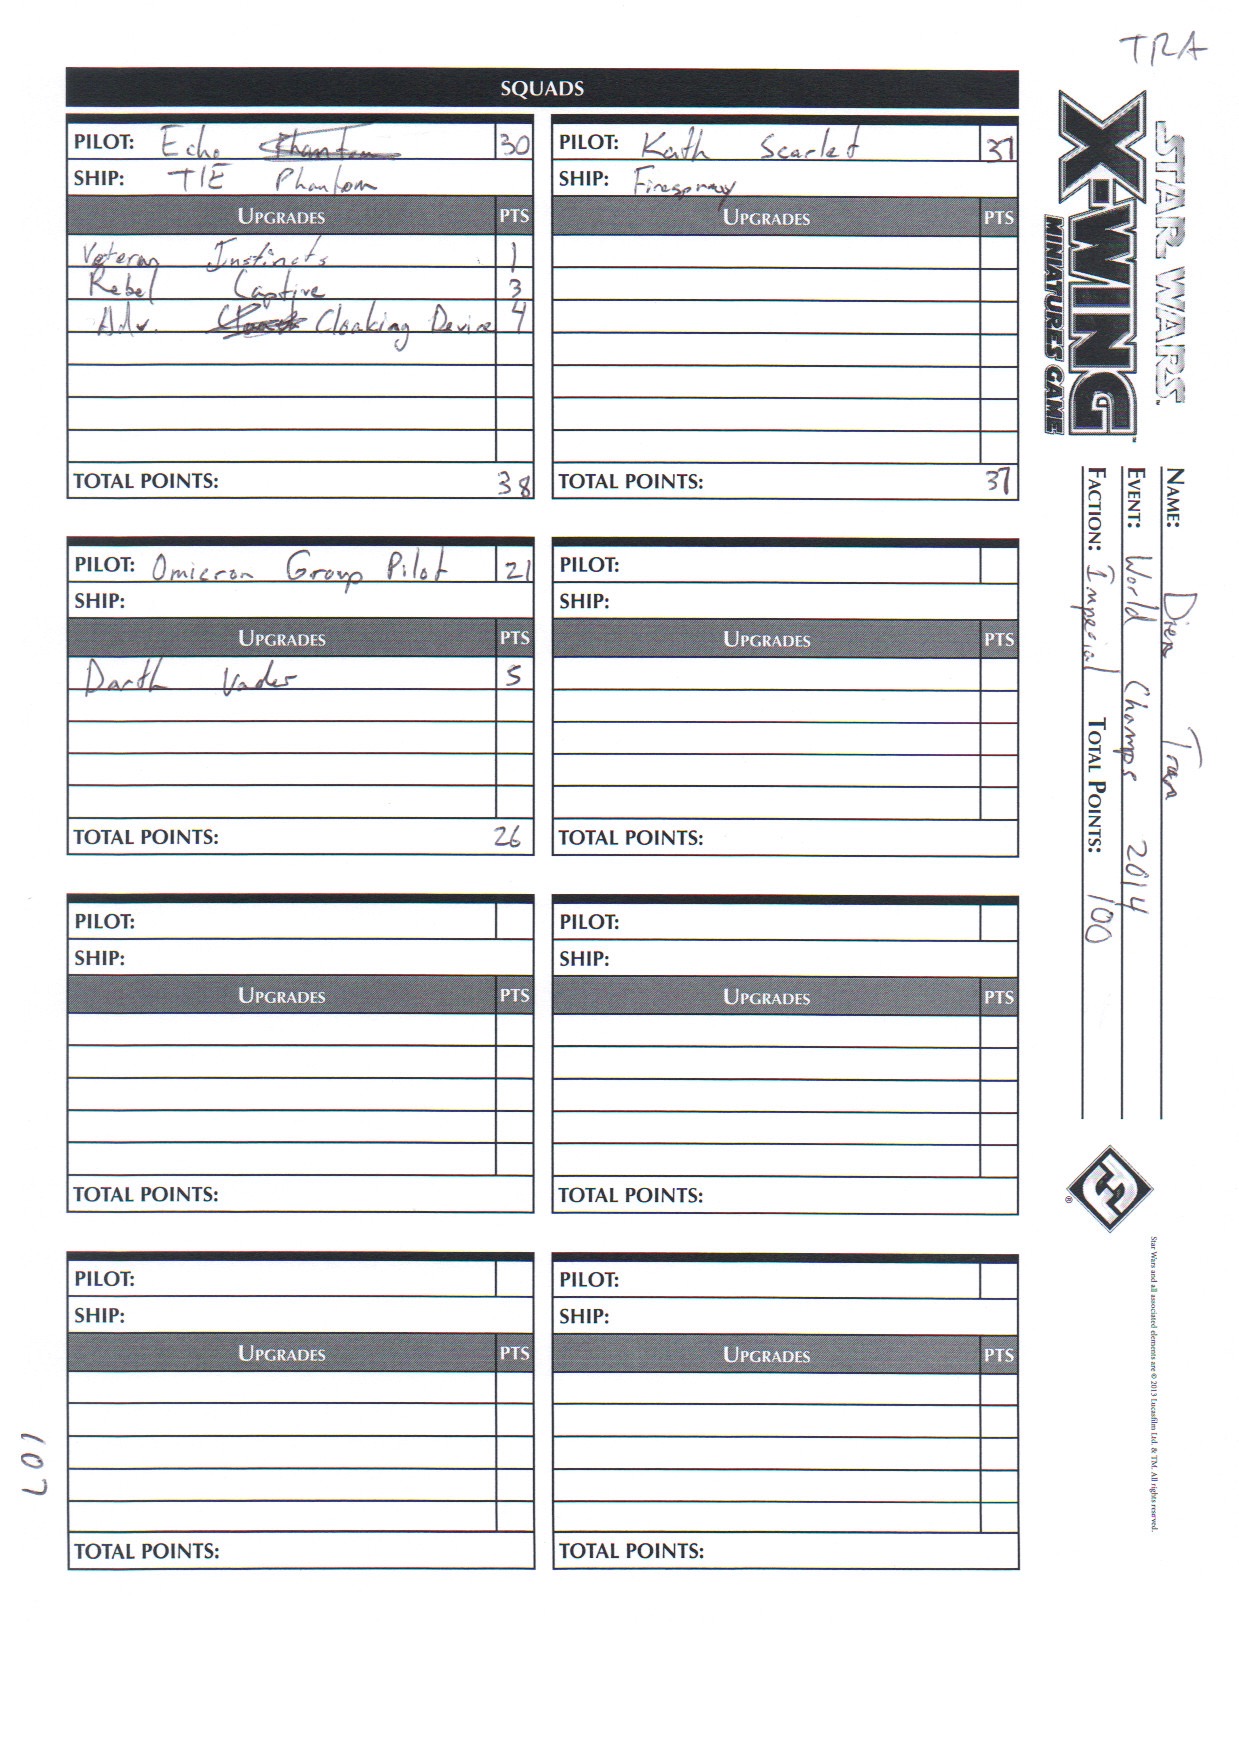 TRA
SQUADS
PILOT: Echo 30
SHIP: TIE Phantom
UPGRADES PTS
Veteran Instincts 1
Rebel Captive 3
Adv. Cloaking Device 4
TOTAL POINTS: 38
PILOT: Kath Scarlet 37
SHIP: Firespray
UPGRADES PTS
TOTAL POINTS: 37
PILOT: Omicron Group Pilot 21
SHIP:
UPGRADES PTS
Darth Vader 5
TOTAL POINTS: 26
PILOT:
SHIP:
UPGRADES PTS
TOTAL POINTS:
PILOT:
SHIP:
UPGRADES PTS
TOTAL POINTS:
PILOT:
SHIP:
UPGRADES PTS
TOTAL POINTS:
PILOT:
SHIP:
UPGRADES PTS
TOTAL POINTS:
PILOT:
SHIP:
UPGRADES PTS
TOTAL POINTS:
STAR WARS™
X-WING™
MINIATURES GAME
NAME: Tran
EVENT: World Champs 2014
FACTION: Imperial TOTAL POINTS: 100
®
Star Wars and all associated elements are © 2013 Lucasfilm Ltd. & TM. All rights reserved.
107